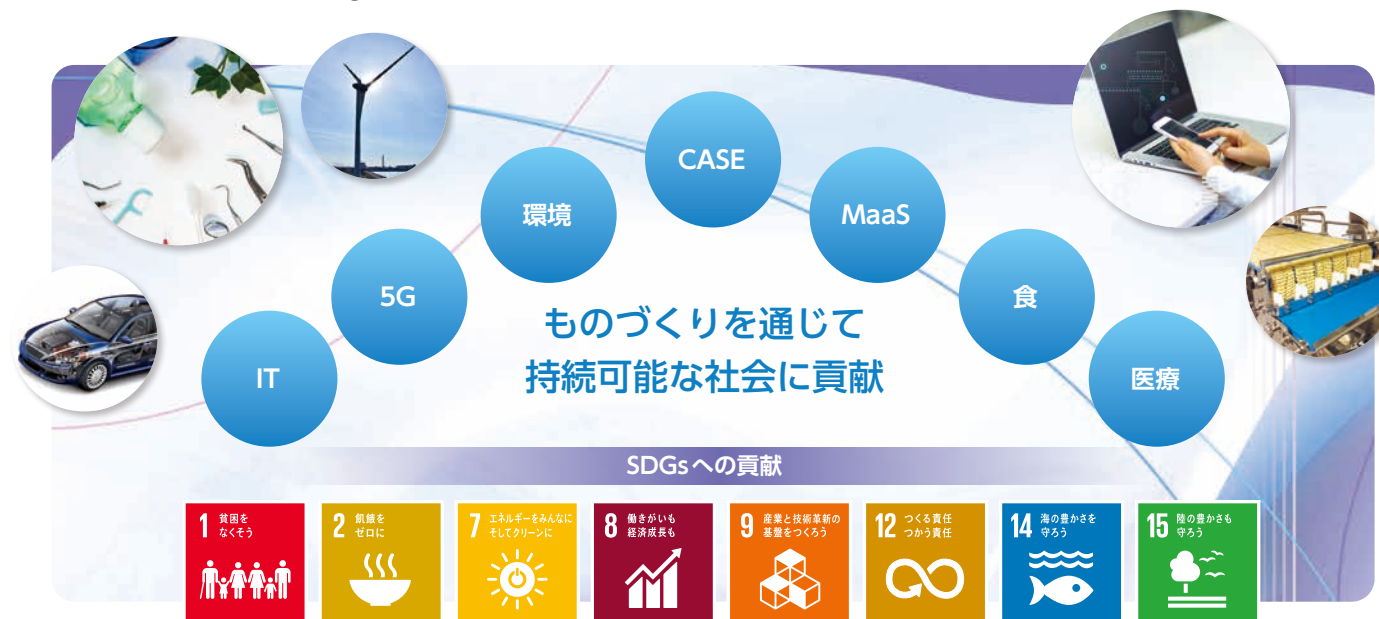 CASE
環境
MaaS
5G
食
IT
医療
ものづくりを通じて
持続可能な社会に貢献
SDGsへの貢献
1 貧困を
なくそう
2 飢餓を
ゼロに
7 エネルギーをみんなに
そしてクリーンに
8 働きがいも
経済成長も
9 産業と技術革新の
基盤をつくろう
12 つくる責任
つかう責任
14 海の豊かさを
守ろう
15 陸の豊かさも
守ろう